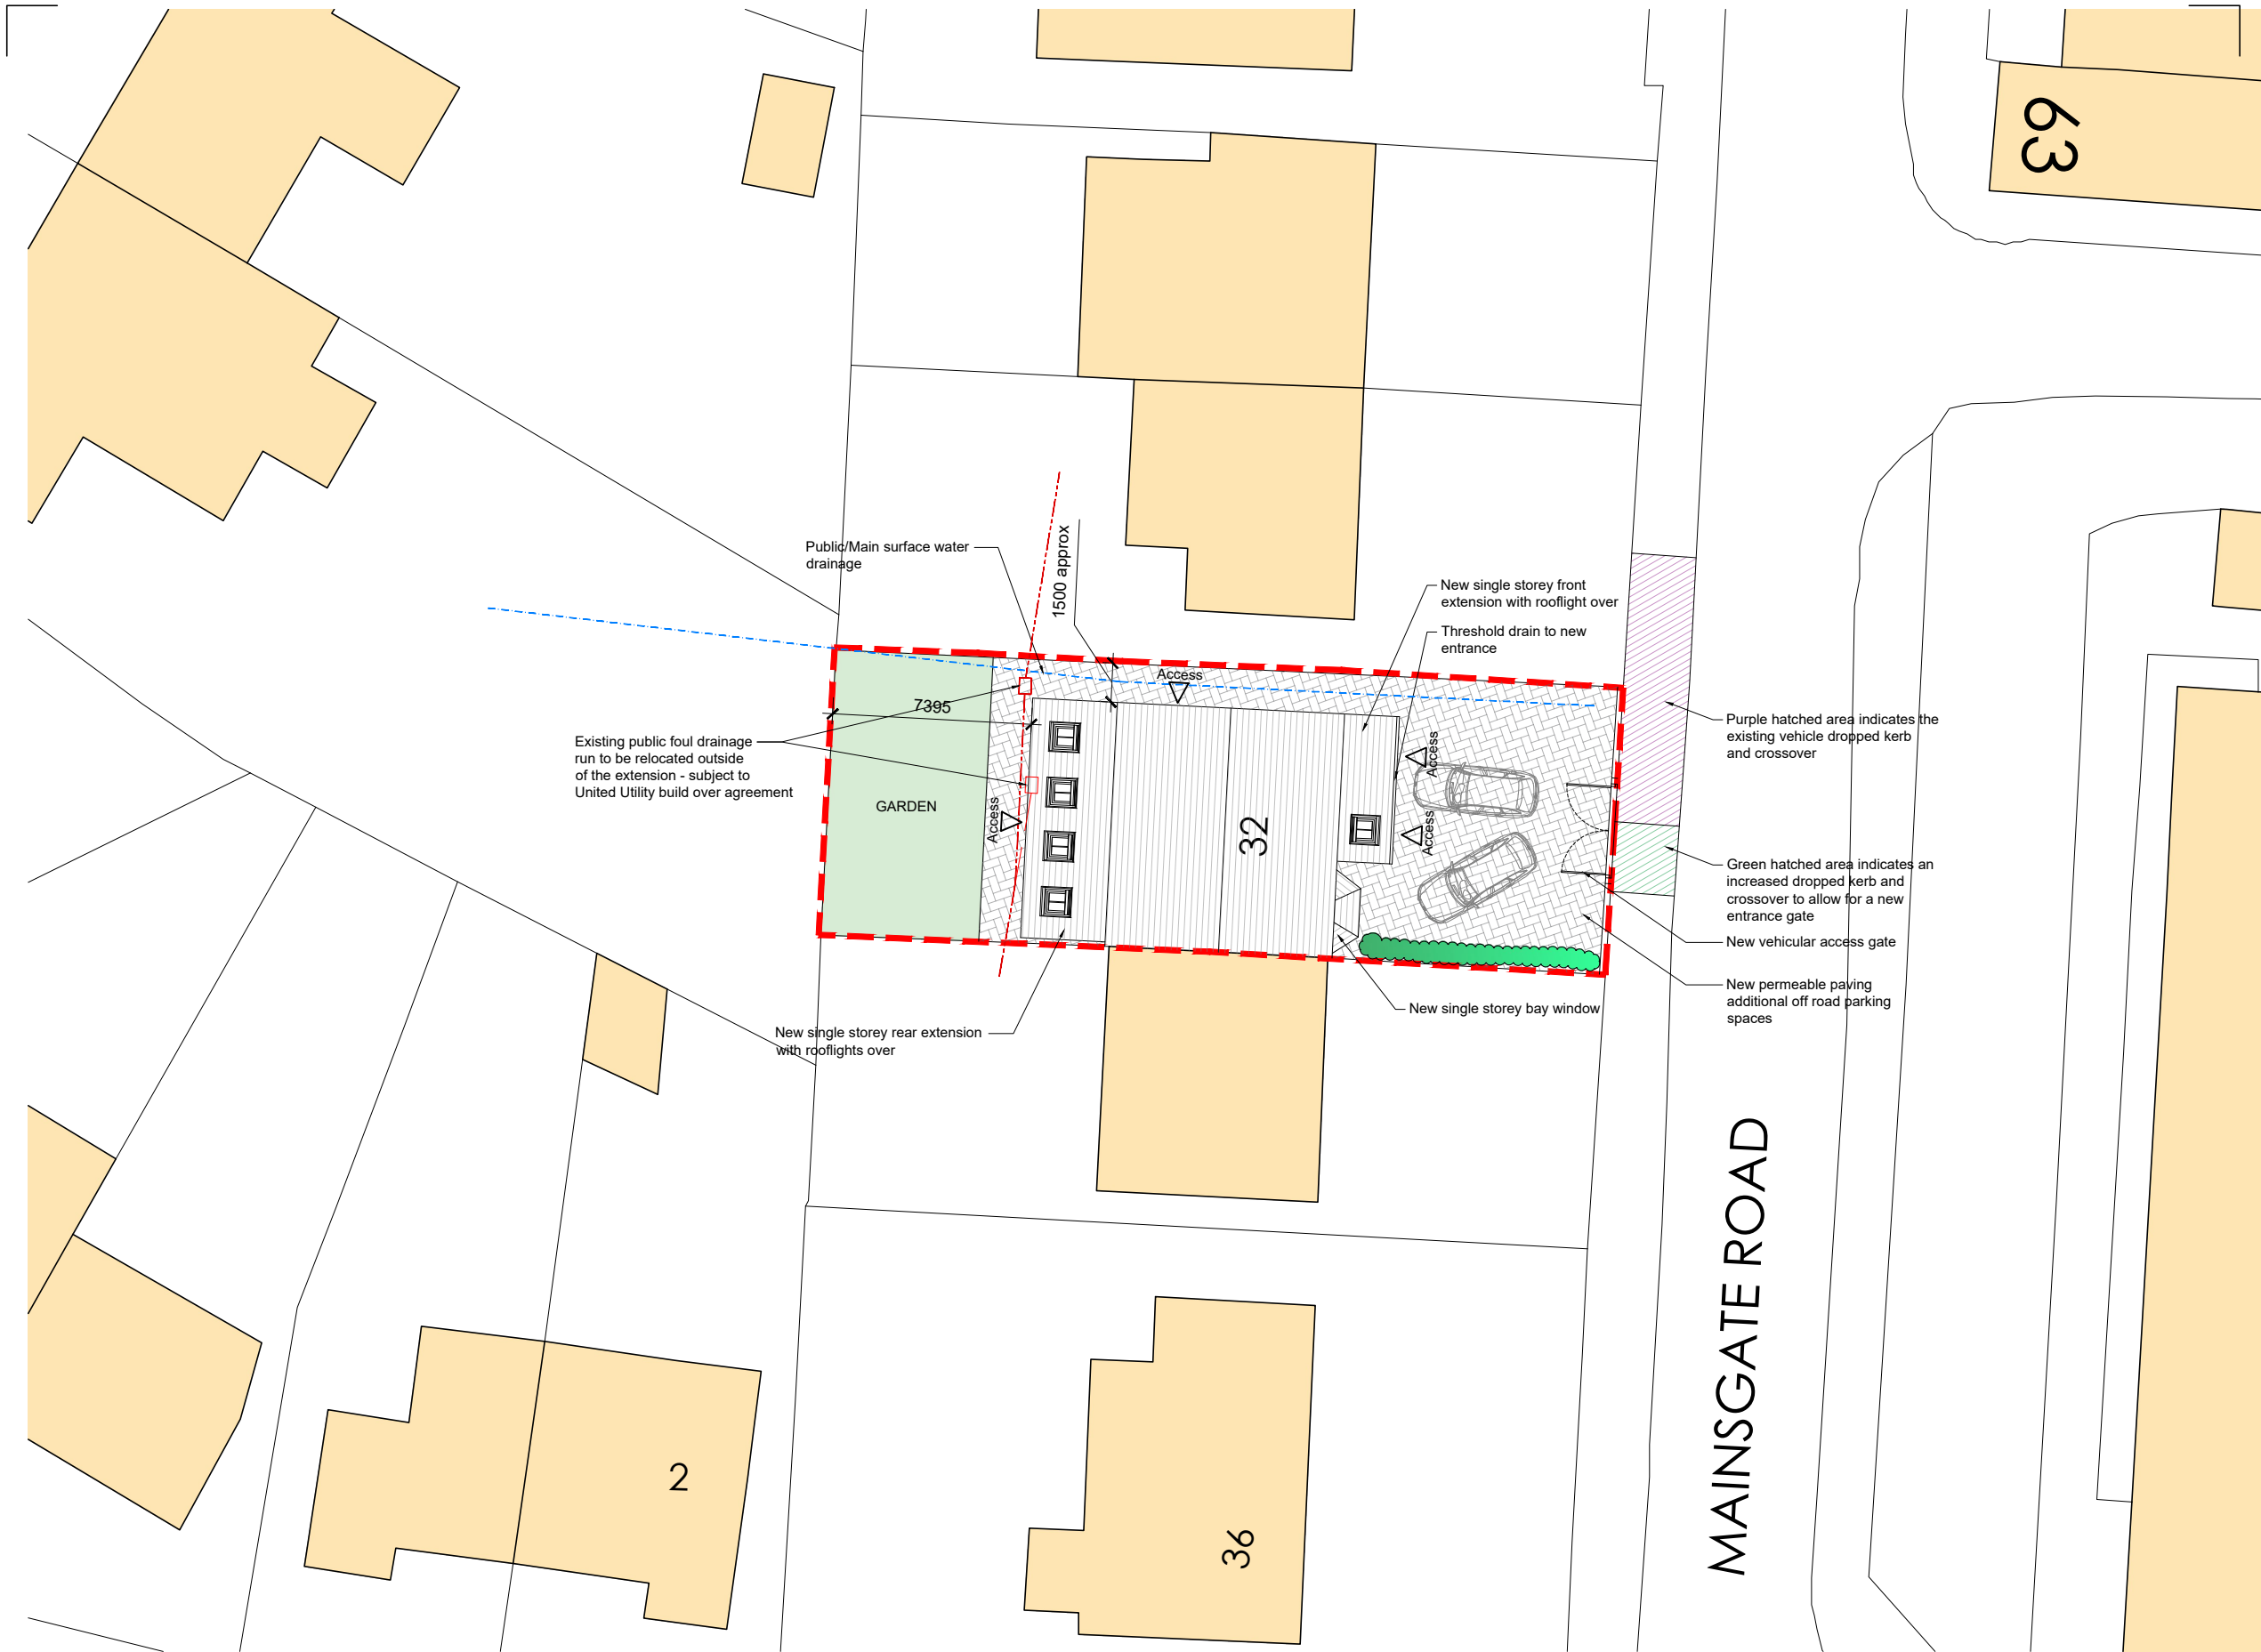 63
Public/Main surface water
drainage
1500 approx
New single storey front
extension with rooflight over
Threshold drain to new
entrance
Access
7395
Purple hatched area indicates the
existing vehicle dropped kerb
and crossover
Existing public foul drainage
run to be relocated outside
of the extension - subject to
United Utility build over agreement
GARDEN
Access
32
Access
Access
Green hatched area indicates an
increased dropped kerb and
crossover to allow for a new
entrance gate
New vehicular access gate
New permeable paving
additional off road parking
spaces
New single storey bay window
New single storey rear extension
with rooflights over
MAINSGATE ROAD
2
36